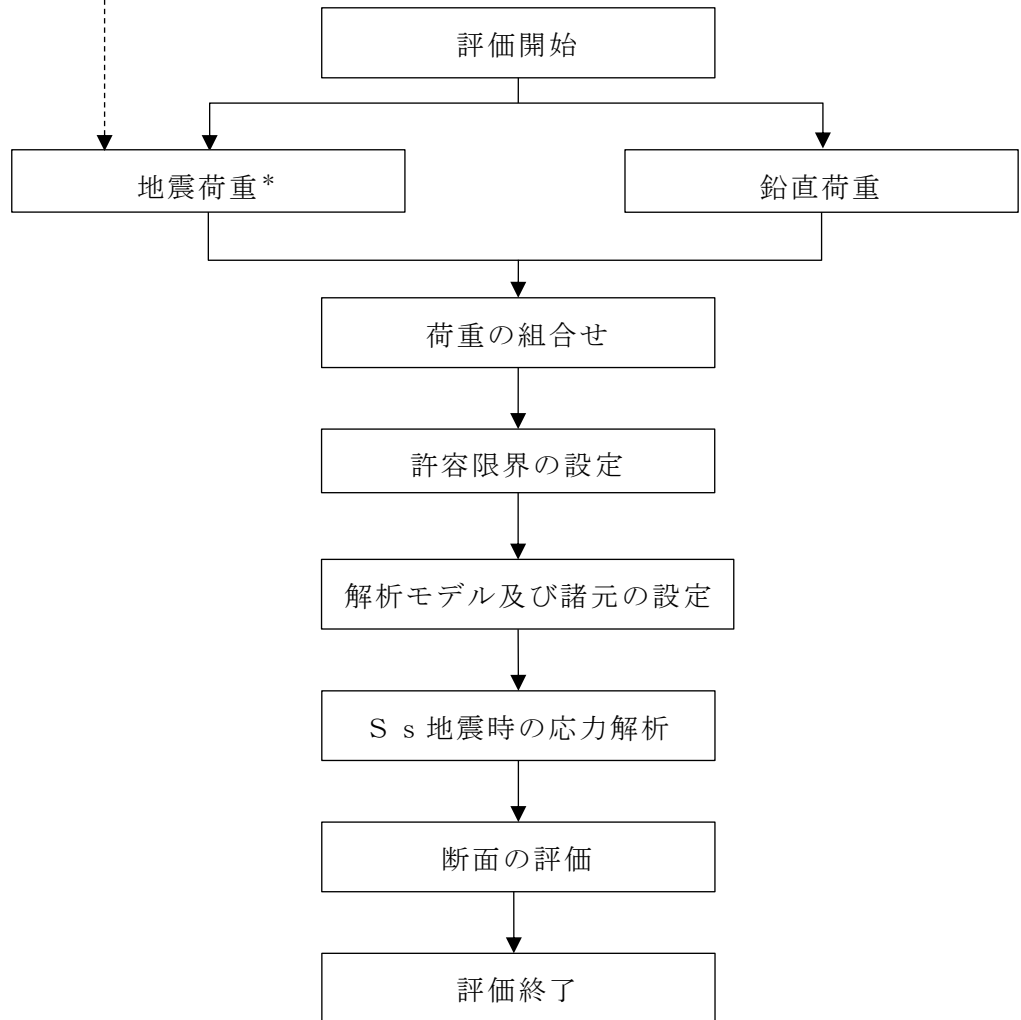 評価開始
地震荷重*
鉛直荷重
荷重の組合せ
許容限界の設定
解析モデル及び諸元の設定
Ｓｓ地震時の応力解析
断面の評価
評価終了